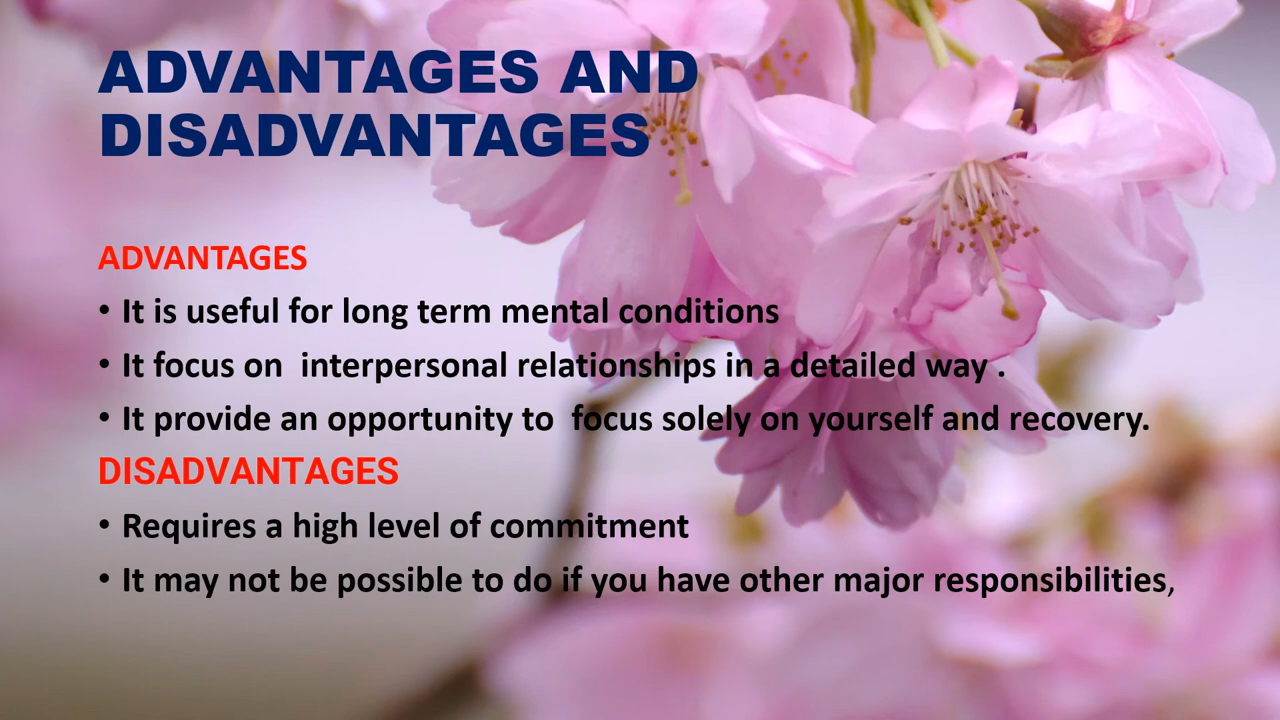 ADVANTAGES AND
DISADVANTAGES
ADVANTAGES
• It is useful for long term mental conditions
• It focus on  interpersonal relationships in a detailed way .
• It provide an opportunity to  focus solely on yourself and recovery.
DISADVANTAGES
• Requires a high level of commitment
• It may not be possible to do if you have other major responsibilities,